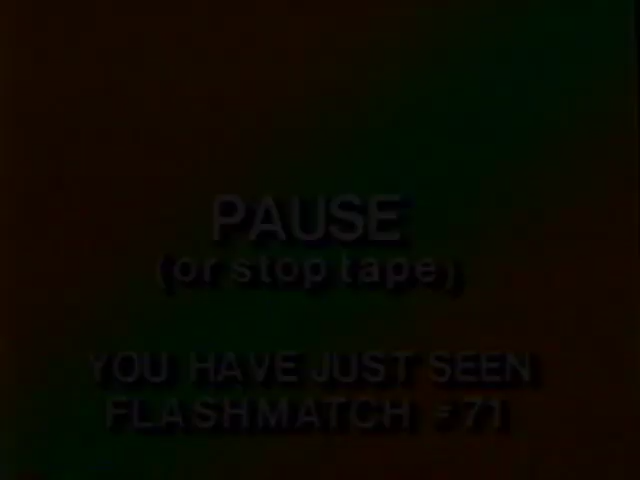 PAUSE
(or stop tape)
YOU HAVE JUST SEEN
FLASHMATCH #71